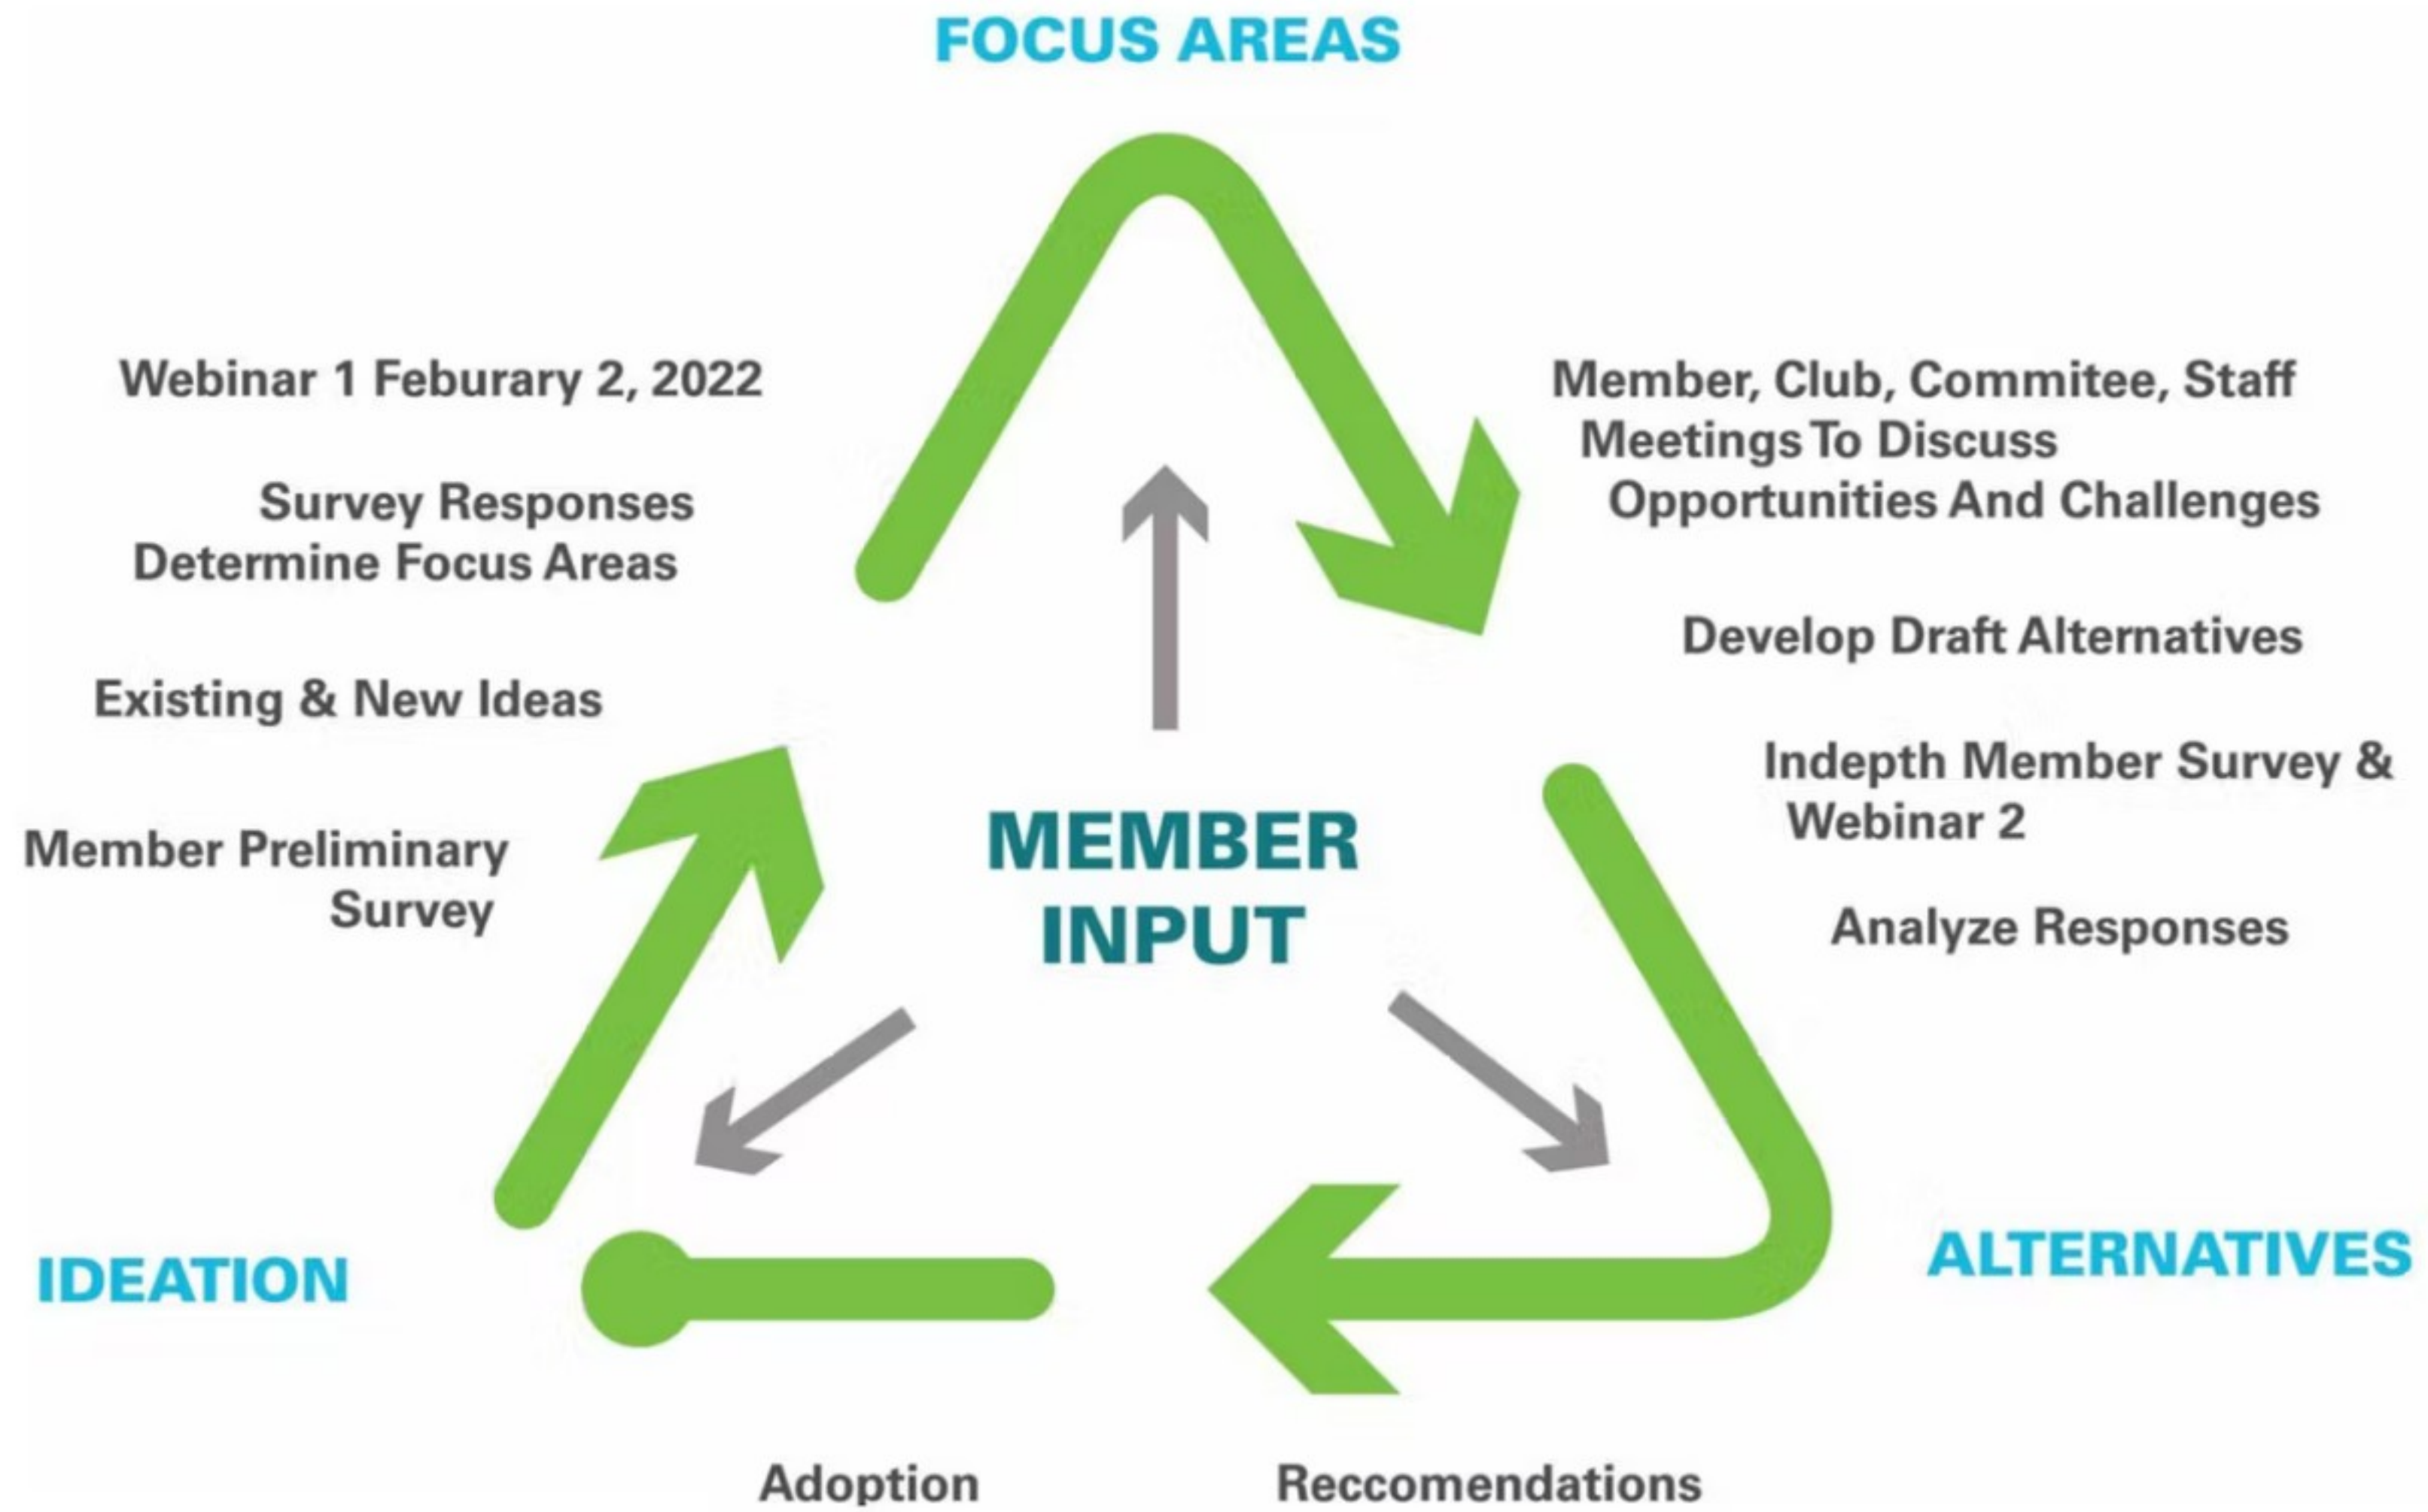 FOCUS AREAS
Webinar 1 Feburary 2, 2022
Survey Responses
Determine Focus Areas
Existing & New Ideas
Member Preliminary
Survey
Member, Club, Commitee, Staff
Meetings To Discuss
Opportunities And Challenges
Develop Draft Alternatives
Indepth Member Survey &
Webinar 2
Analyze Responses
MEMBER
INPUT
IDEATION
ALTERNATIVES
Adoption
Reccomendations